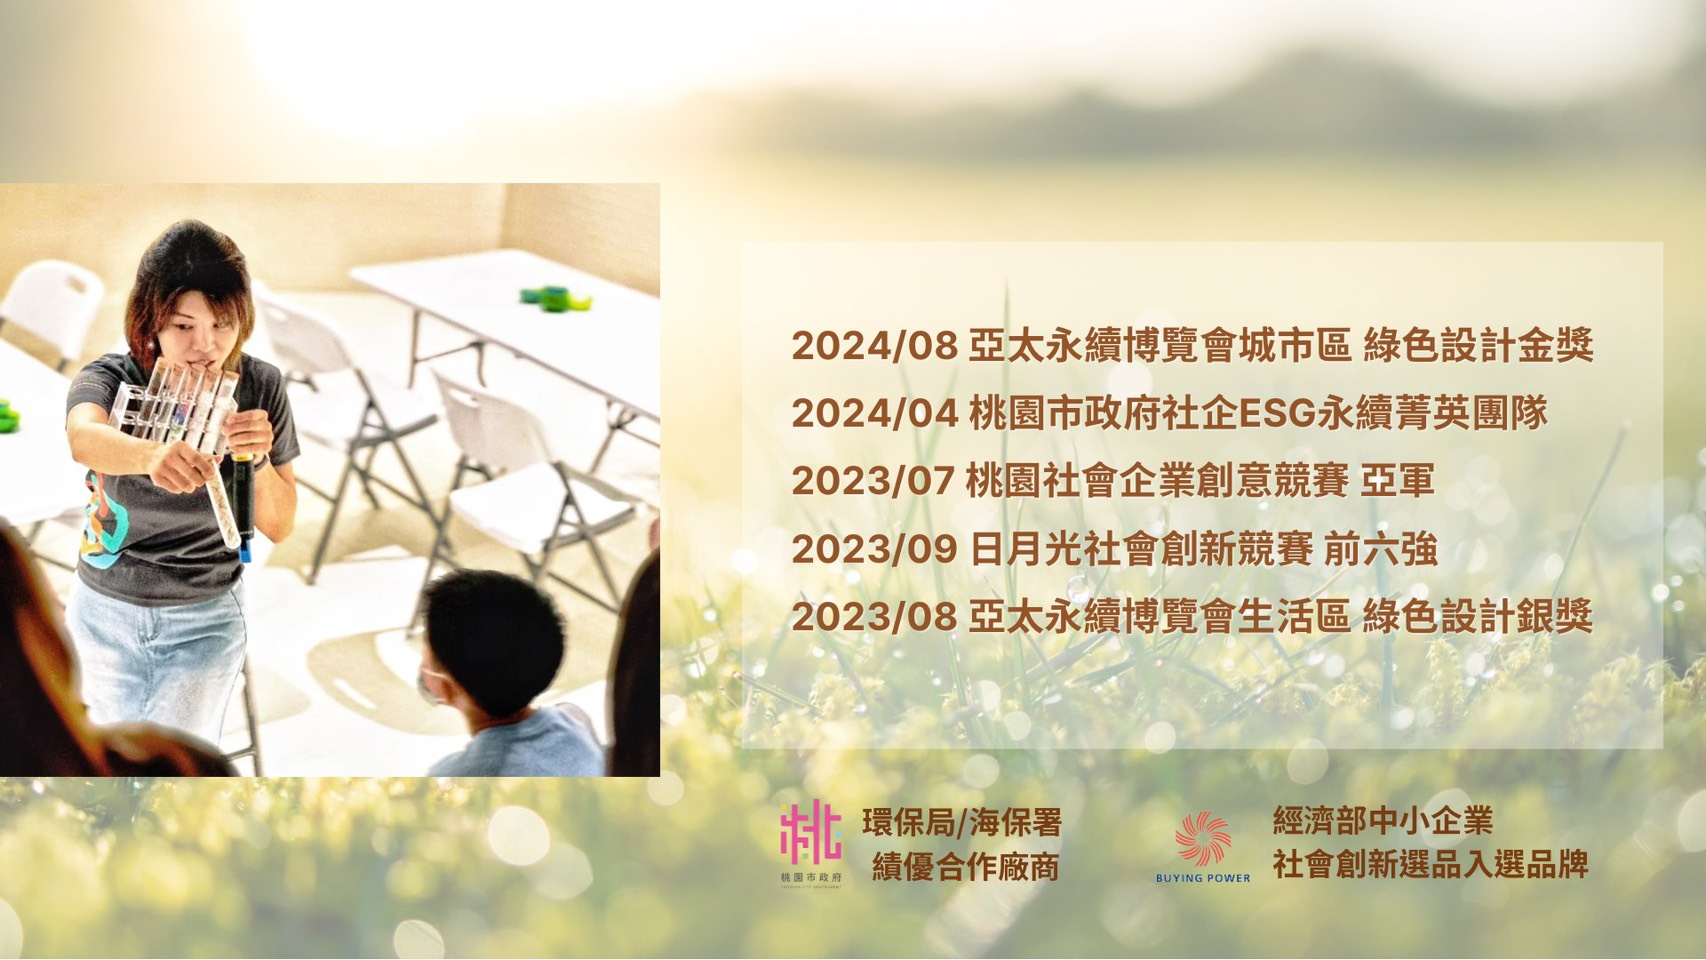 2024/08 亞太永續博覽會城市區 綠色設計金獎
2024/04 桃園市政府社企ESG永續菁英團隊
2023/07 桃園社會企業創意競賽 亞軍
2023/09 日月光社會創新競賽 前六強
2023/08 亞太永續博覽會生活區 綠色設計銀獎
桃園市政府
環保局/海保署
績優合作廠商
BUYING POWER
經濟部中小企業
社會創新選品入選品牌